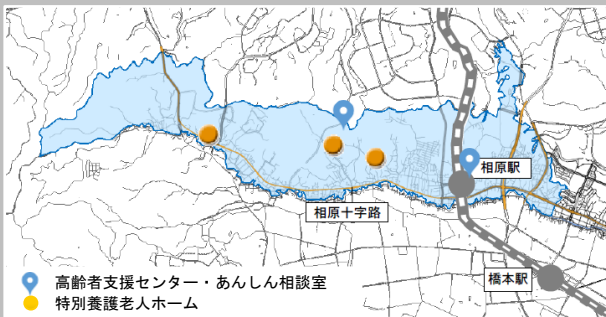 相原駅
相原十字路
橋本駅
高齢者支援センター・あんしん相談室
特別養護老人ホーム